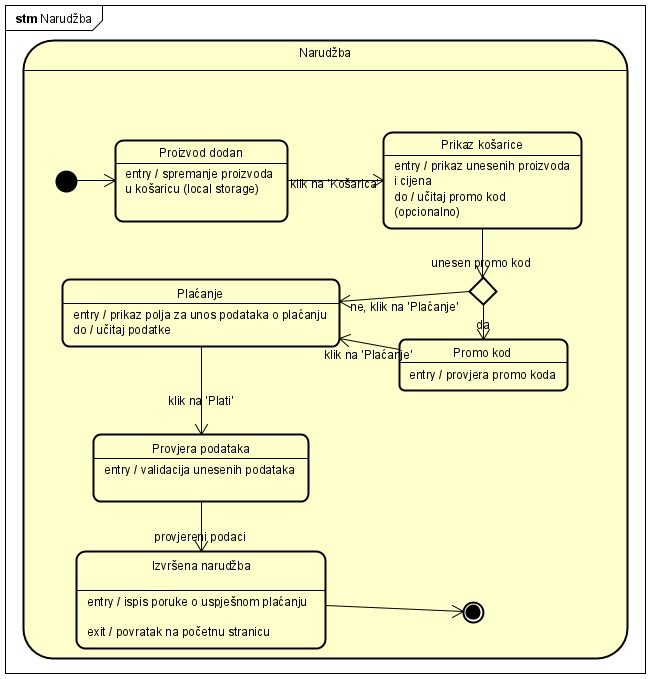 stm Narudžba
Narudžba
Proizvod dodan
entry / spremanje proizvoda
u košaricu (local storage)
klik na 'Košarica'
Prikaz košarice
entry / prikaz unesenih proizvoda
i cijena
do / učitaj promo kod
(opcionalno)
unesen promo kod
ne, klik na 'Plaćanje'
da
Plaćanje
entry / prikaz polja za unos podataka o plaćanju
do / učitaj podatke
klik na 'Plaćanje'
Promo kod
entry / provjera promo koda
klik na 'Plati'
Provjera podataka
entry / validacija unesenih podataka
provjereni podaci
Izvršena narudžba
entry / ispis poruke o uspješnom plaćanju
exit / povratak na početnu stranicu